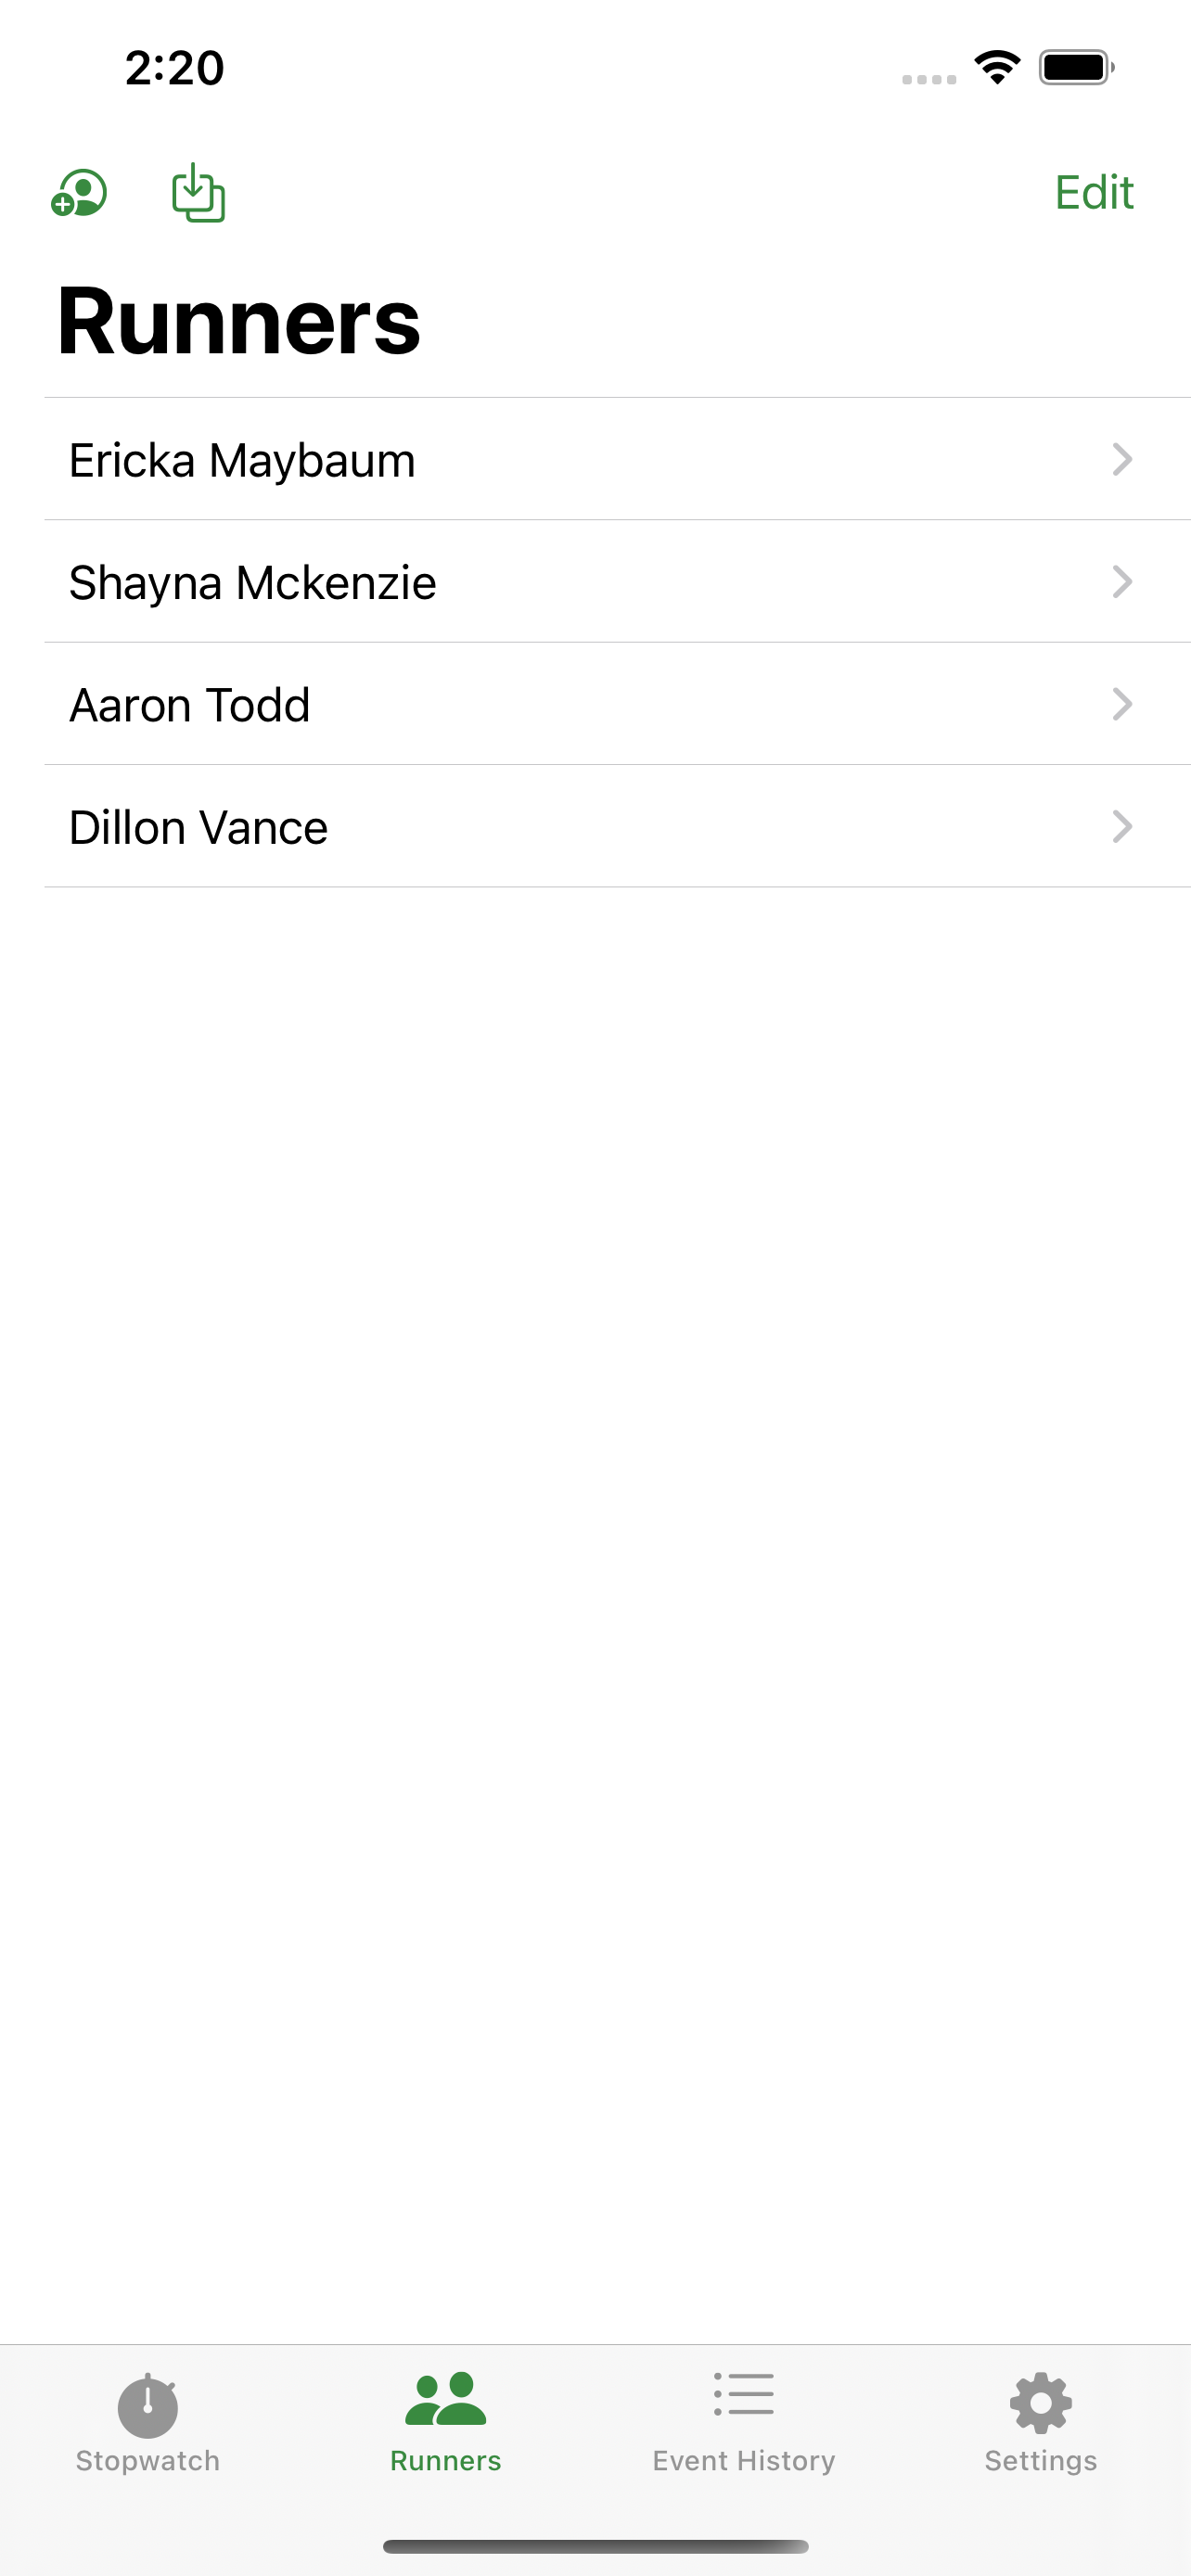 2:20
Edit
Runners
Ericka Maybaum
Shayna Mckenzie
Aaron Todd
Dillon Vance
Stopwatch
Runners
Event History
Settings